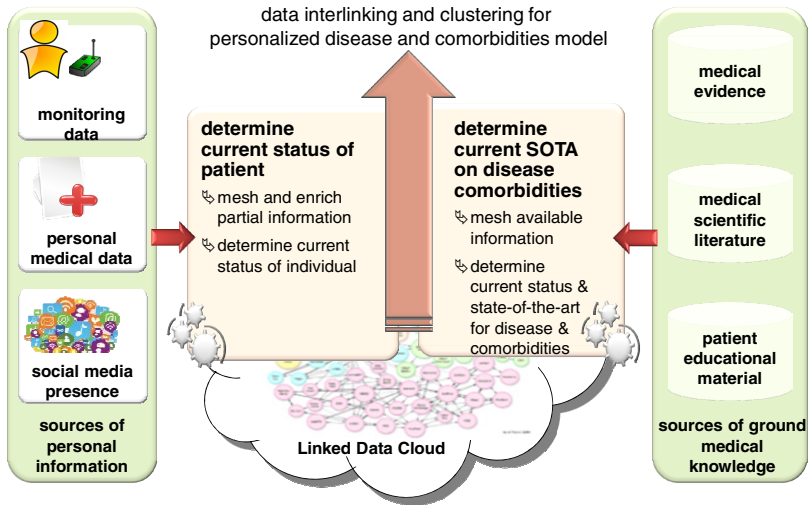 data interlinking and clustering for
personalized disease and comorbidities model
monitoring
data
personal
medical data
social media
presence
sources of
personal
information
determine
current status of
patient
mesh and enrich
partial information
determine current
status of individual
determine
current SOTA
on disease
comorbidities
mesh available
information
determine
current status &
state-of-the-art
for disease &
comorbidities
Linked Data Cloud
medical
evidence
medical
scientific
literature
patient
educational
material
sources of ground
medical
knowledge